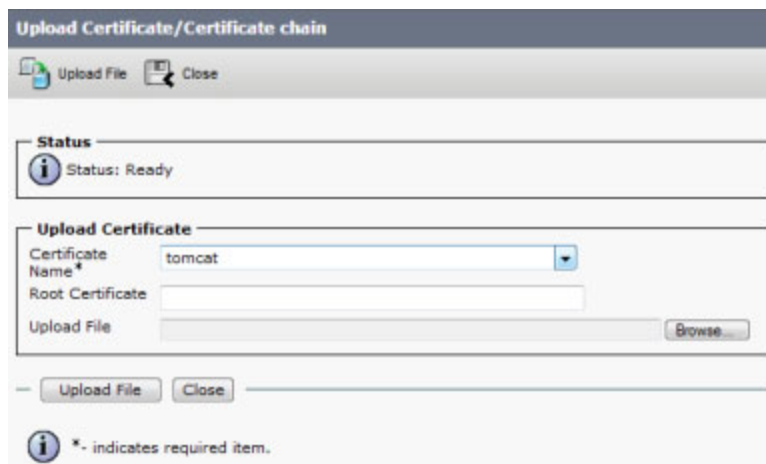 Upload Certificate/Certificate chain
Upload File Close
Status
Status: Ready
Upload Certificate
Certificate Name* tomcat
Root Certificate
Upload File Browse...
Upload File Close
*- indicates required item.